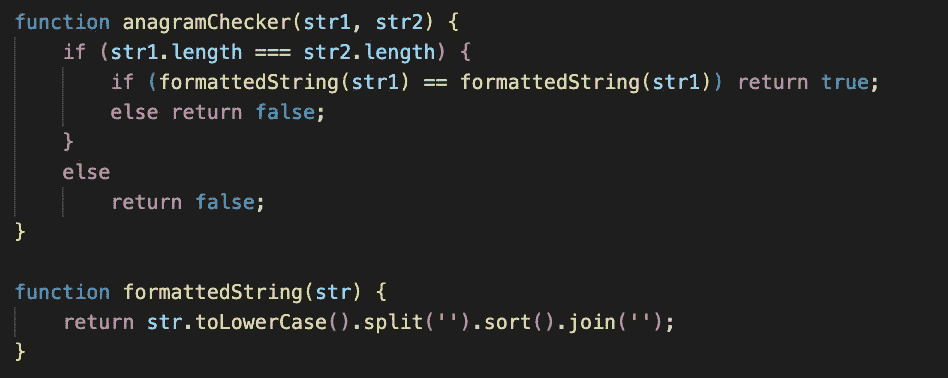 function anagramChecker(str1, str2) {
    if (str1.length === str2.length) {
        if (formattedString(str1) == formattedString(str1)) return true;
        else return false;
    }
    else
        return false;
}

function formattedString(str) {
    return str.toLowerCase().split('').sort().join('');
}